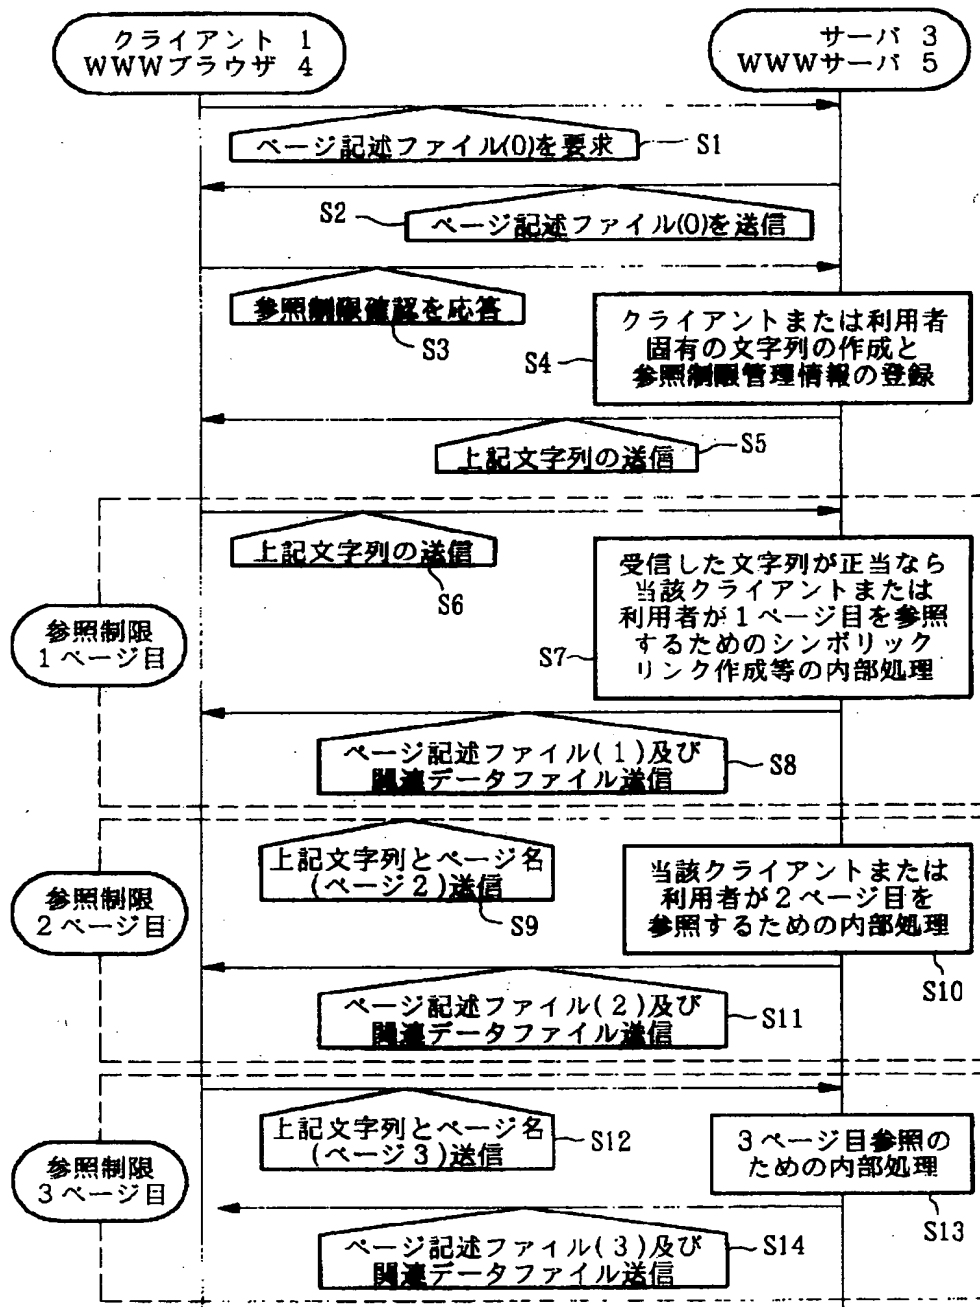 クライアント 1
WWWブラウザ 4
サーバ 3
WWWサーバ 5
ページ記述ファイル(0)を要求
S1
S2
ページ記述ファイル(0)を送信
参照制限確認を応答
S3
S4
クライアントまたは利用者
固有の文字列の作成と
参照制限管理情報の登録
上記文字列の送信
S5
上記文字列の送信
S6
参照制限
1ページ目
S7
受信した文字列が正当なら
当該クライアントまたは
利用者が1ページ目を参照
するためのシンボリック
リンク作成等の内部処理
ページ記述ファイル(1)及び
関連データファイル送信
S8
上記文字列とページ名
(ページ2)送信
S9
参照制限
2ページ目
当該クライアントまたは
利用者が2ページ目を
参照するための内部処理
S10
ページ記述ファイル(2)及び
関連データファイル送信
S11
上記文字列とページ名
(ページ3)送信
S12
参照制限
3ページ目
3ページ目参照の
ための内部処理
S13
ページ記述ファイル(3)及び
関連データファイル送信
S14